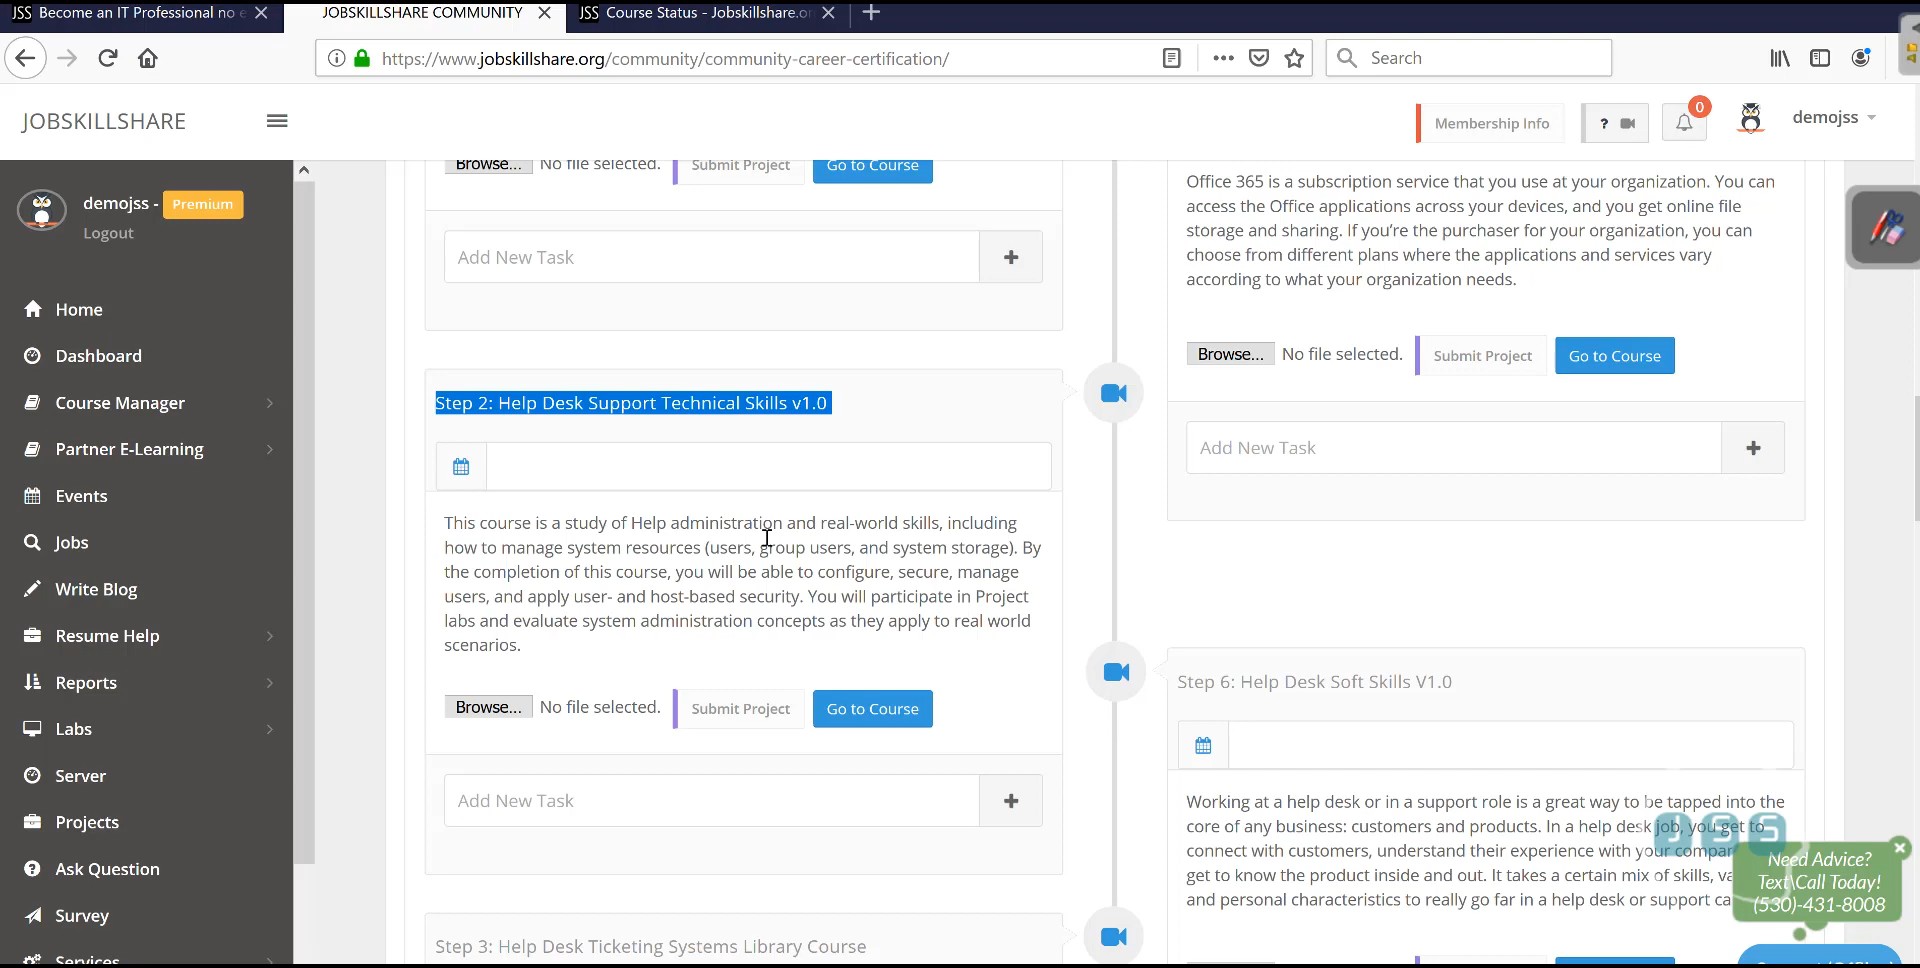 JSS Become an IT Professional no e
JOBSKILLSHARE COMMUNITY
JSS Course Status - Jobskillshare.or
https://www.jobskillshare.org/community/community-career-certification/
Search
JOBSKILLSHARE
Membership Info
?
0
demojss
demojss - Premium
Logout
Home
Dashboard
Course Manager
Partner E-Learning
Events
Jobs
Write Blog
Resume Help
Reports
Labs
Server
Projects
Ask Question
Survey
Services
Browse... No file selected. Submit Project Go to Course
Add New Task
Step 2: Help Desk Support Technical Skills v1.0
This course is a study of Help administration and real-world skills, including
how to manage system resources (users, group users, and system storage). By
the completion of this course, you will be able to configure, secure, manage
users, and apply user- and host-based security. You will participate in Project
labs and evaluate system administration concepts as they apply to real world
scenarios.
Browse... No file selected. Submit Project Go to Course
Add New Task
Step 3: Help Desk Ticketing Systems Library Course
Office 365 is a subscription service that you use at your organization. You can
access the Office applications across your devices, and you get online file
storage and sharing. If you’re the purchaser for your organization, you can
choose from different plans where the applications and services vary
according to what your organization needs.
Browse... No file selected. Submit Project Go to Course
Add New Task
Step 6: Help Desk Soft Skills V1.0
Working at a help desk or in a support role is a great way to be tapped into the
core of any business: customers and products. In a help desk job, you get to
connect with customers, understand their experience with your
get to know the product inside and out. It takes a certain mix of skills,
and personal characteristics to really go far in a help desk or support
JSS
Need Advice?
Text\Call Today!
(530)-431-8008